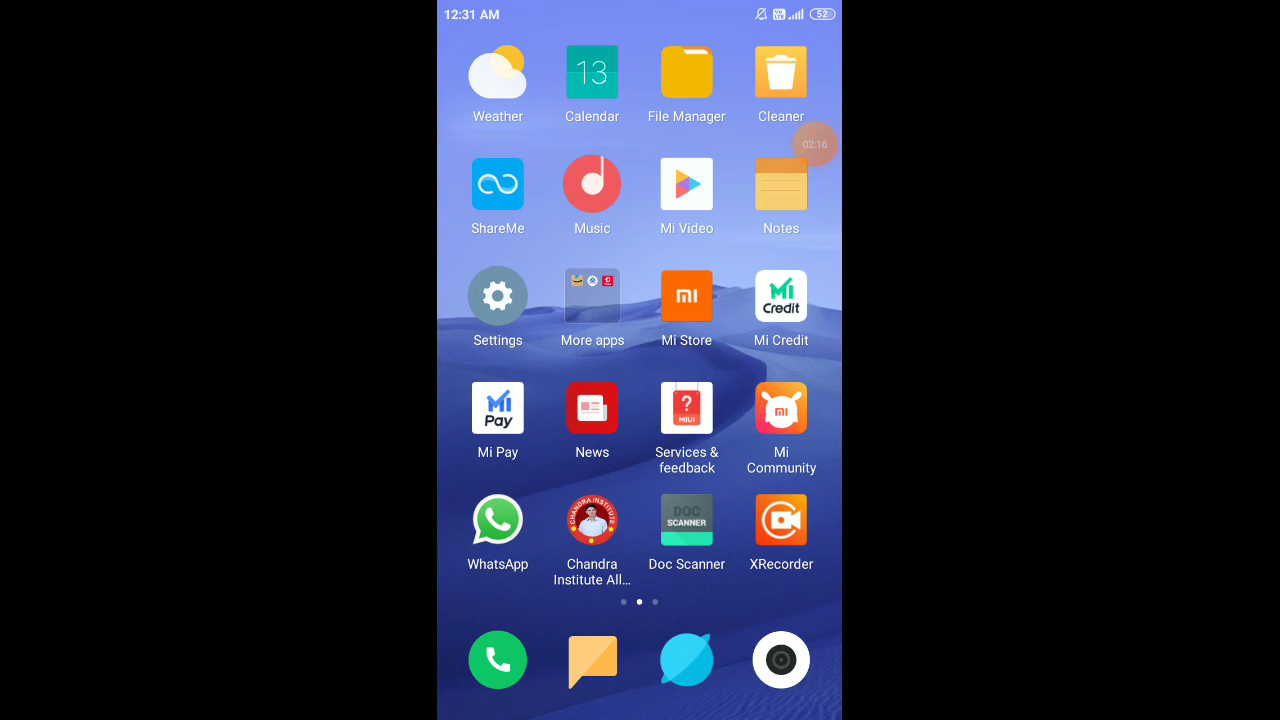 12:31 AM
52
13
Weather
Calendar
File Manager
Cleaner
02:16
ShareMe
Music
Mi Video
Notes
Credit
Settings
More apps
Mi Store
Mi Credit
Pay
?
MIUI
Mi Pay
News
Services &
feedback
Mi
Community
CHANDRA INSTITUTE
DOC
SCANNER
WhatsApp
Chandra
Institute All...
Doc Scanner
XRecorder